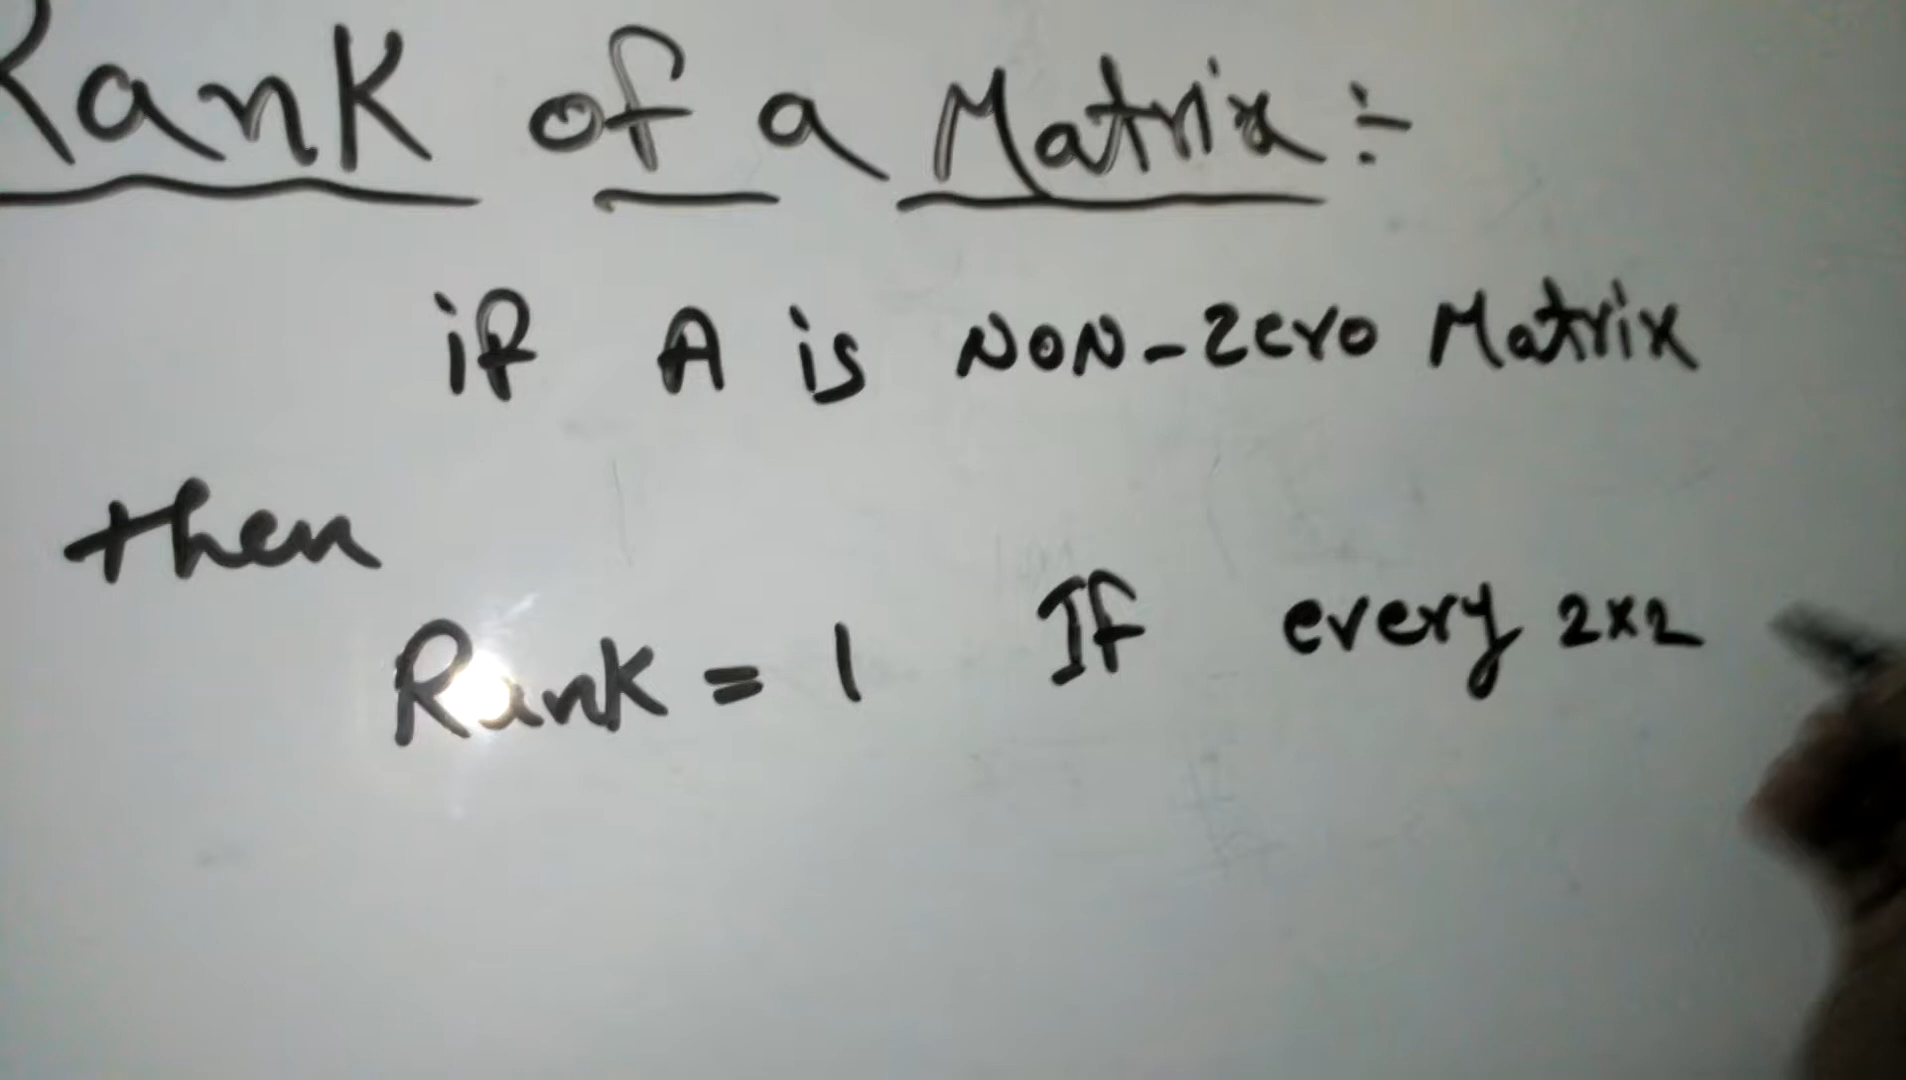 Rank of a Matrix :-
if A is NON-Zero Matrix
then
Rank = 1 If every 2x2